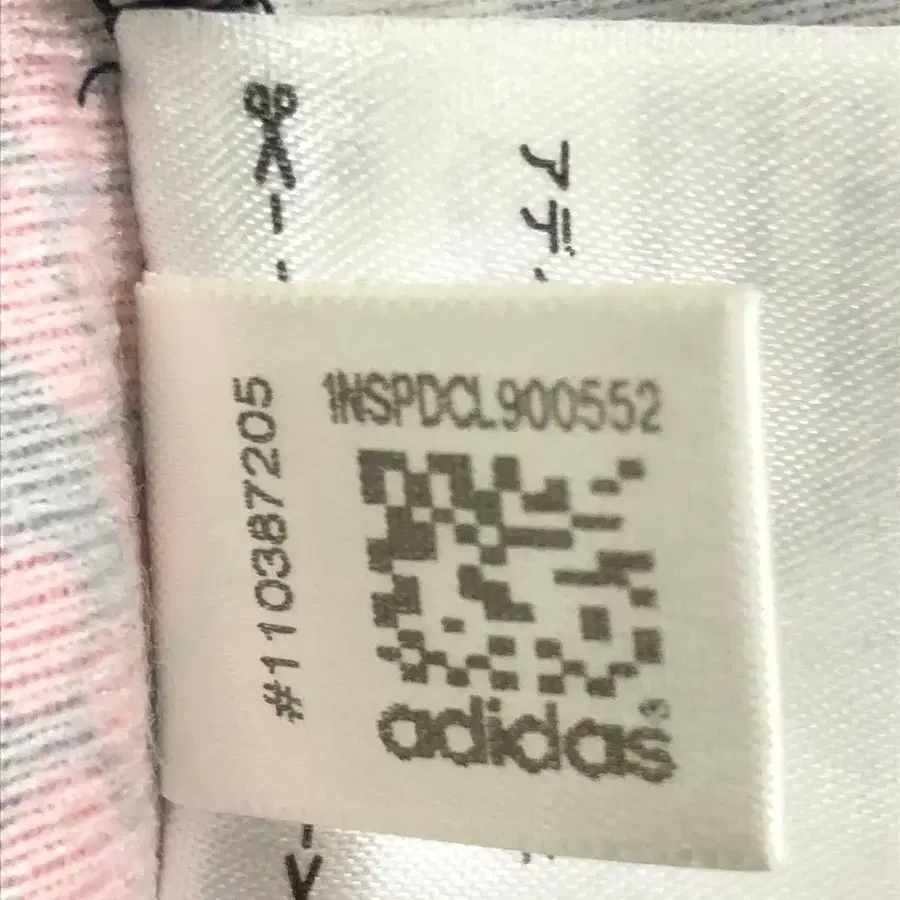 アデ
1NSPDCL900552
#110387205
adidas®